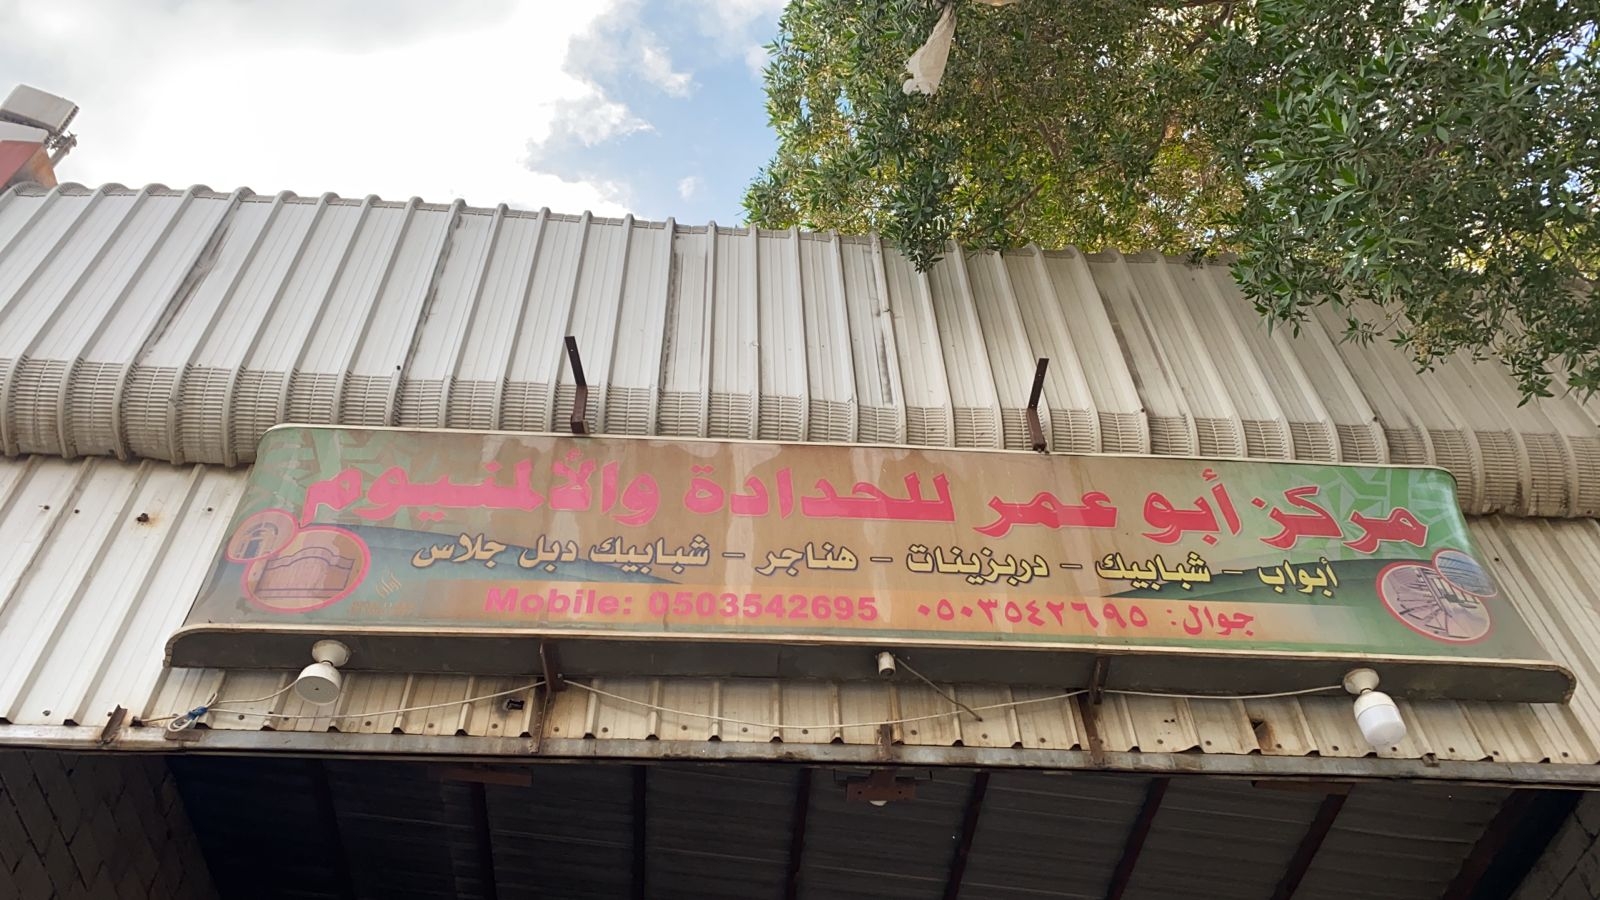 مركز أبو عمر للحدادة والألمنيوم
أبواب - شبابيك - دربزينات - هناجر - شبابيك دبل جلاس
جوال: ٠٥٠٣٥٤٢٦٩٥ Mobile: 0503542695